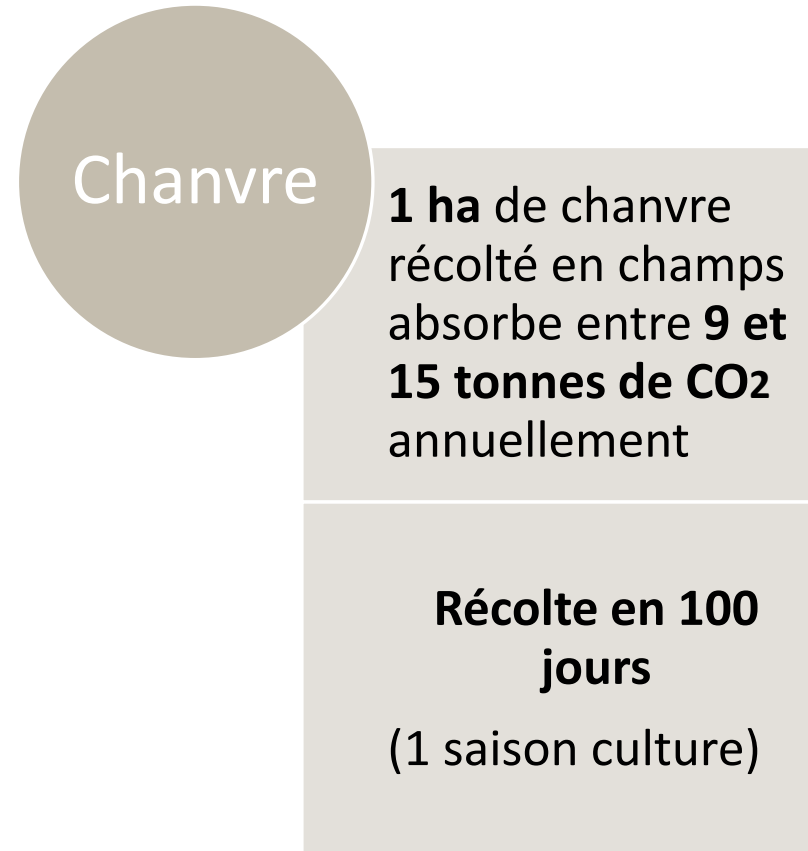 Chanvre
1 ha de chanvre
récolté en champs
absorbe entre 9 et
15 tonnes de CO2
annuellement
Récolte en 100
jours
(1 saison culture)